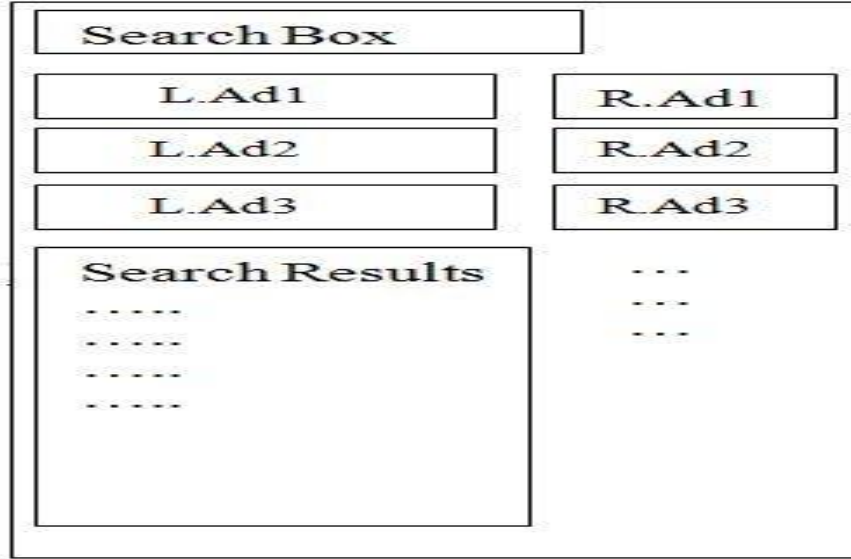 Search Box
L.Ad1
R.Ad1
L.Ad2
R.Ad2
L.Ad3
R.Ad3
Search Results
.....
.....
.....
.....
...
...
...